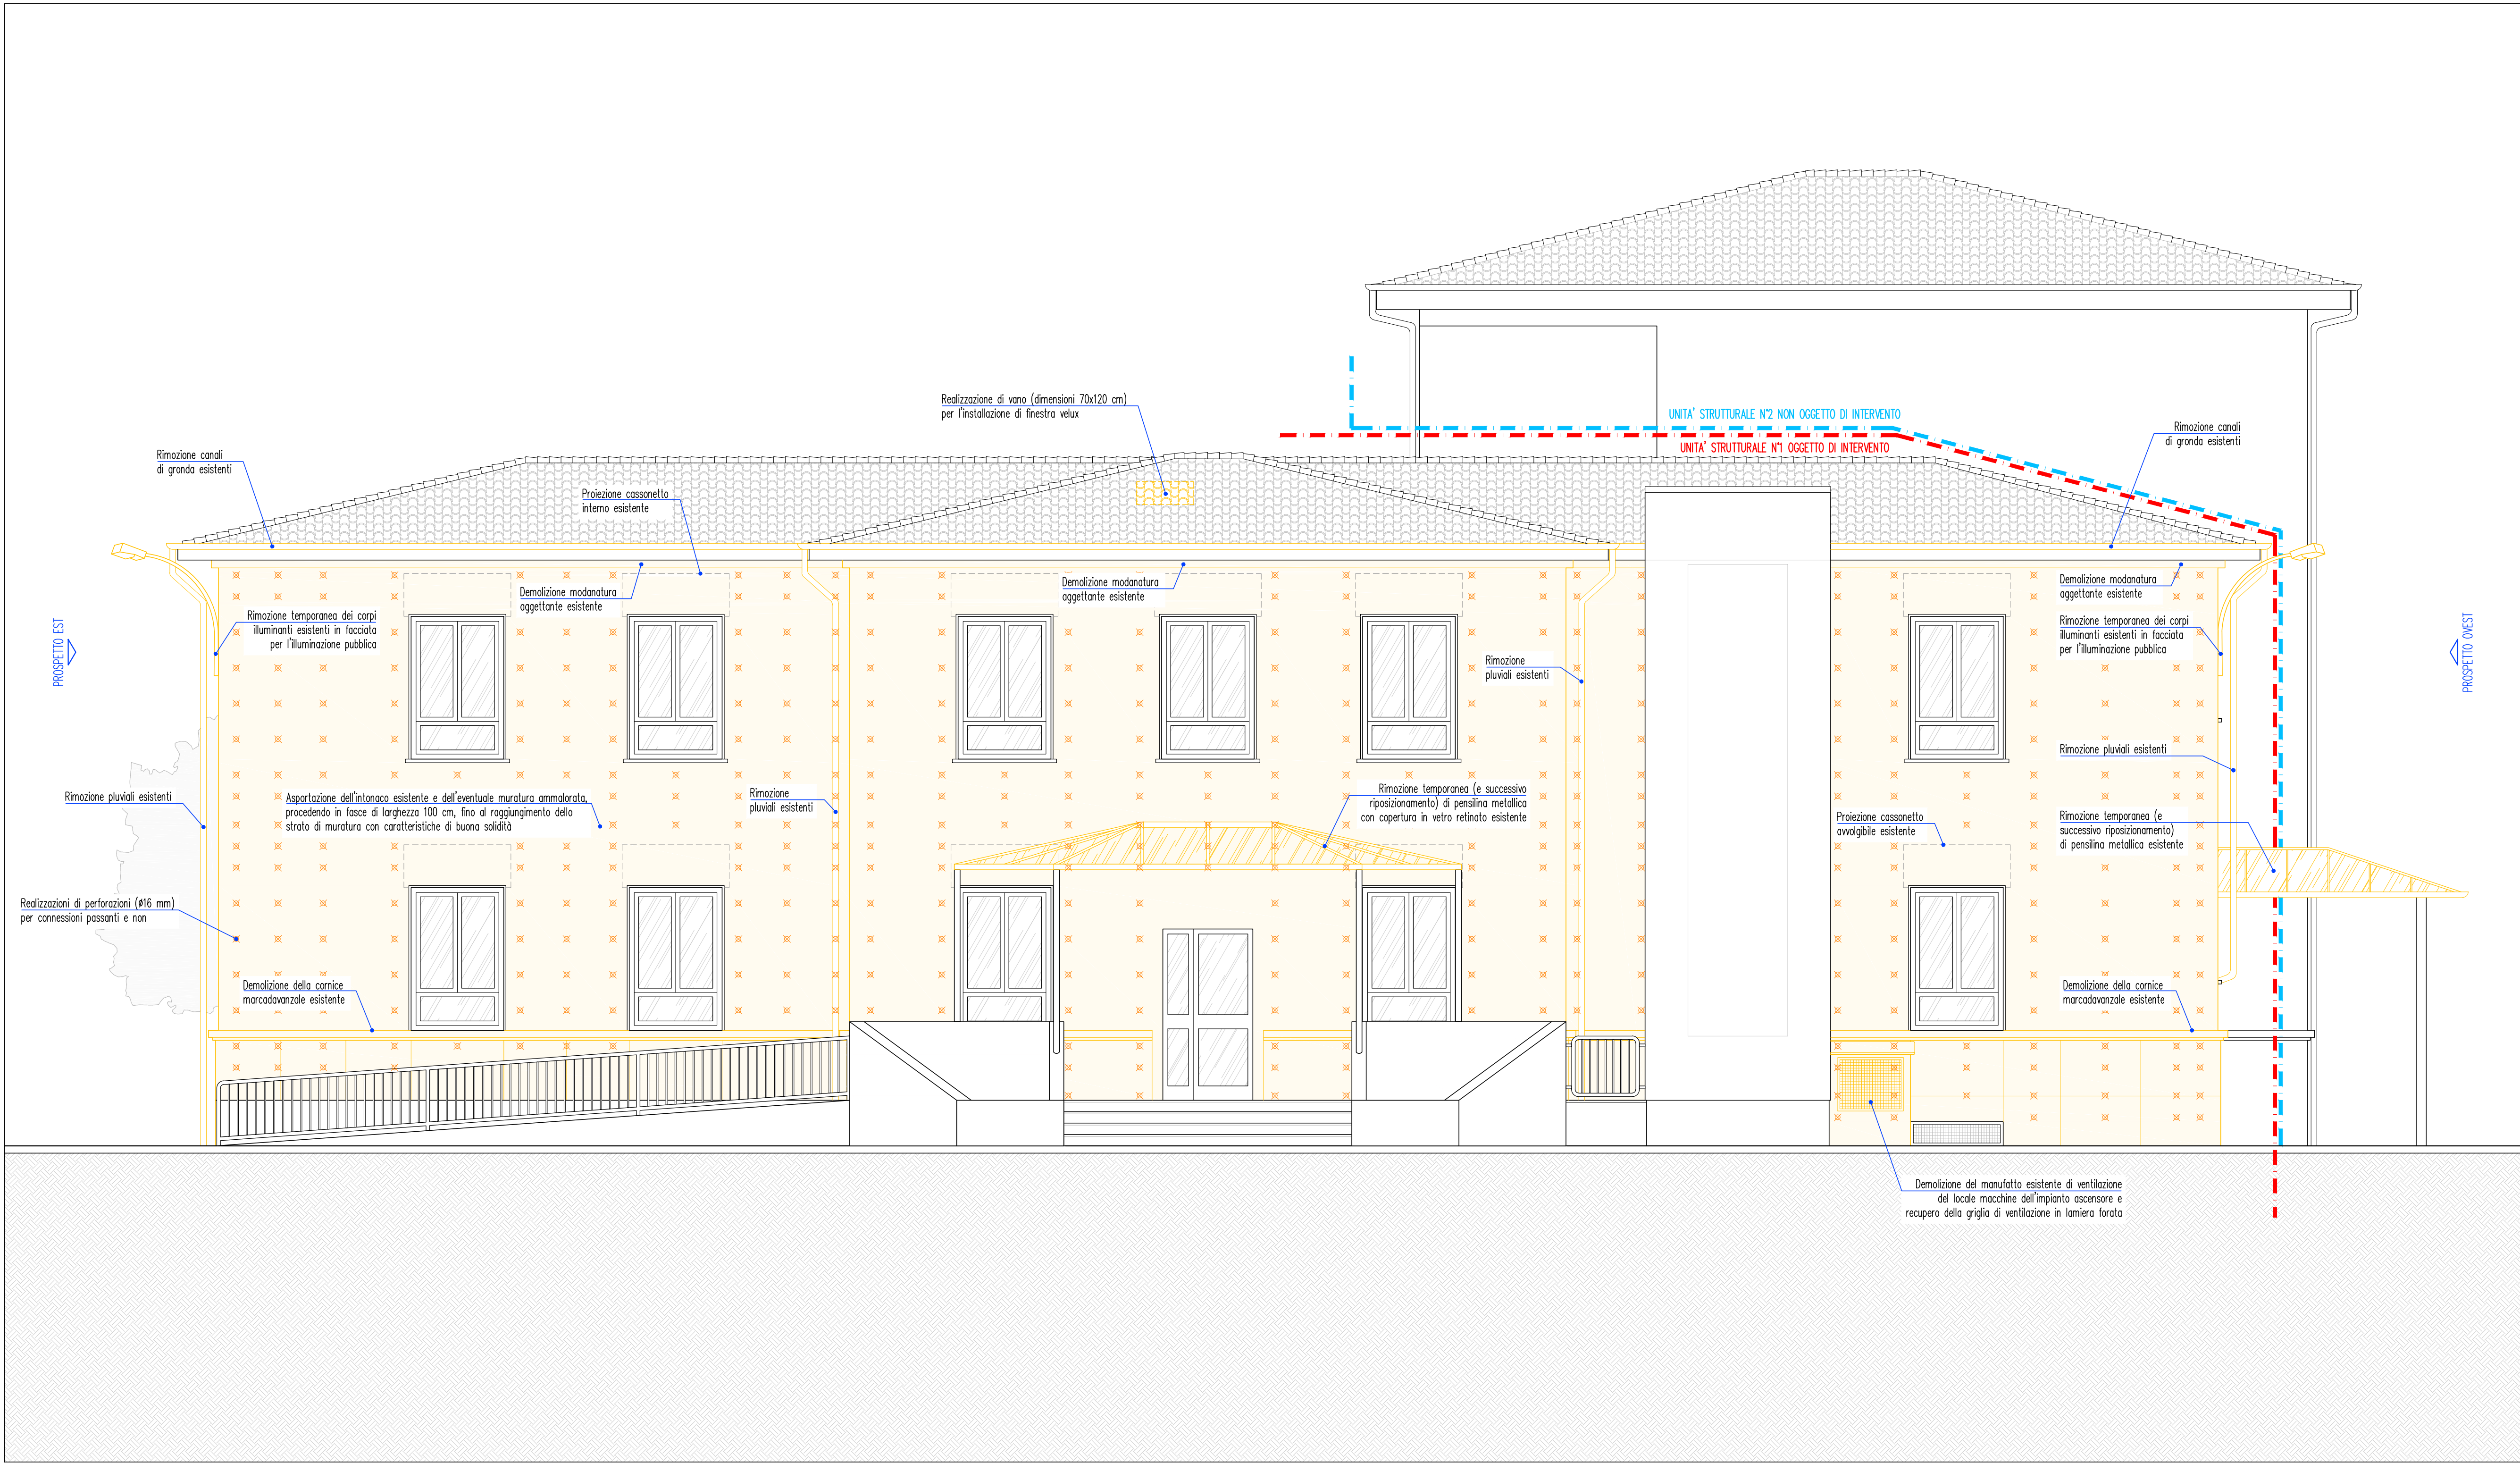 Realizzazione di vano (dimensioni 70x120 cm)
per l'installazione di finestra velux
UNITA' STRUTTURALE N°2 NON OGGETTO DI INTERVENTO
UNITA' STRUTTURALE N°1 OGGETTO DI INTERVENTO
Rimozione canali
di gronda esistenti
Rimozione canali
di gronda esistenti
Proiezione cassonetto
interno esistente
Demolizione modanatura
aggettante esistente
Demolizione modanatura
aggettante esistente
Demolizione modanatura
aggettante esistente
Rimozione temporanea dei corpi
illuminanti esistenti in facciata
per l'illuminazione pubblica
Rimozione temporanea dei corpi
illuminanti esistenti in facciata
per l'illuminazione pubblica
PROSPETTO EST
PROSPETTO OVEST
Rimozione
pluviali esistenti
Rimozione pluviali esistenti
Rimozione pluviali esistenti
Asportazione dell'intonaco esistente e dell'eventuale muratura ammalorata,
procedendo in fasce di larghezza 100 cm, fino al raggiungimento dello
strato di muratura con caratteristiche di buona solidità
Rimozione
pluviali esistenti
Rimozione temporanea (e successivo
riposizionamento) di pensilina metallica
con copertura in vetro retinato esistente
Proiezione cassonetto
avvolgibile esistente
Rimozione temporanea (e
successivo riposizionamento)
di pensilina metallica esistente
Realizzazioni di perforazioni (ø16 mm)
per connessioni passanti e non
Demolizione della cornice
marcadavanzale esistente
Demolizione della cornice
marcadavanzale esistente
Demolizione del manufatto esistente di ventilazione
del locale macchine dell'impianto ascensore e
recupero della griglia di ventilazione in lamiera forata